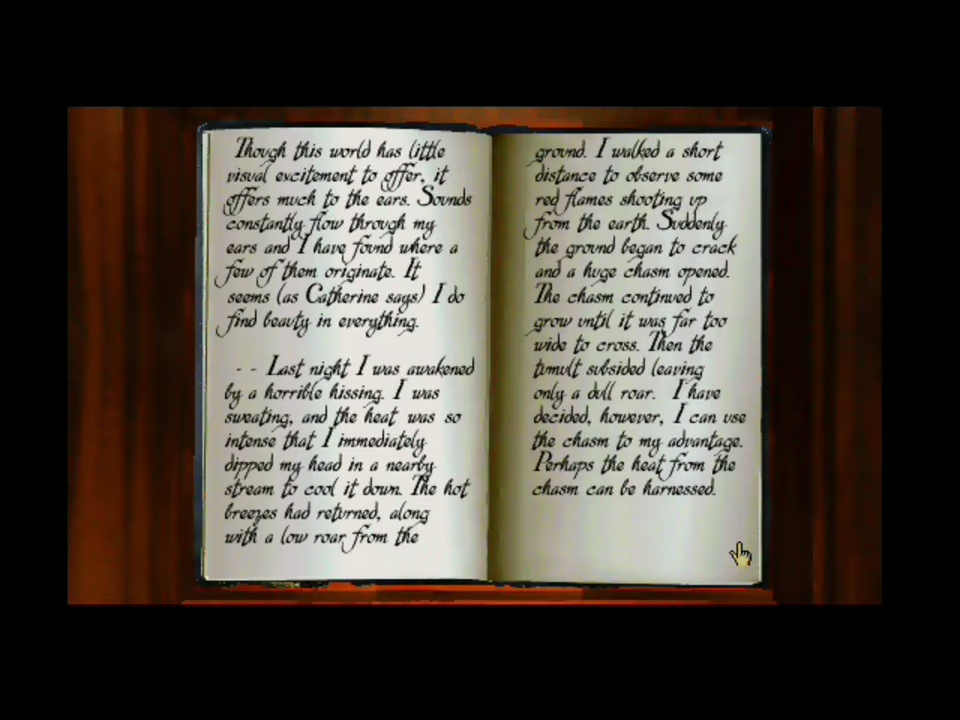 Though this world has little
visual excitement to offer, it
offers much to the ears. Sounds
constantly flow through my
ears and I have found where a
few of them originate. It
seems (as Catherine says) I do
find beauty in everything.
- - Last night I was awakened
by a horrible hissing. I was
sweating, and the heat was so
intense that I immediately
dipped my head in a nearby
stream to cool it down. The hot
breezes had returned, along
with a low roar from the
ground. I walked a short
distance to observe some
red flames shooting up
from the earth. Suddenly
the ground began to crack
and a huge chasm opened.
The chasm continued to
grow until it was far too
wide to cross. Then the
tumult subsided leaving
only a dull roar. I have
decided, however, I can use
the chasm to my advantage.
Perhaps the heat from the
chasm can be harnessed.